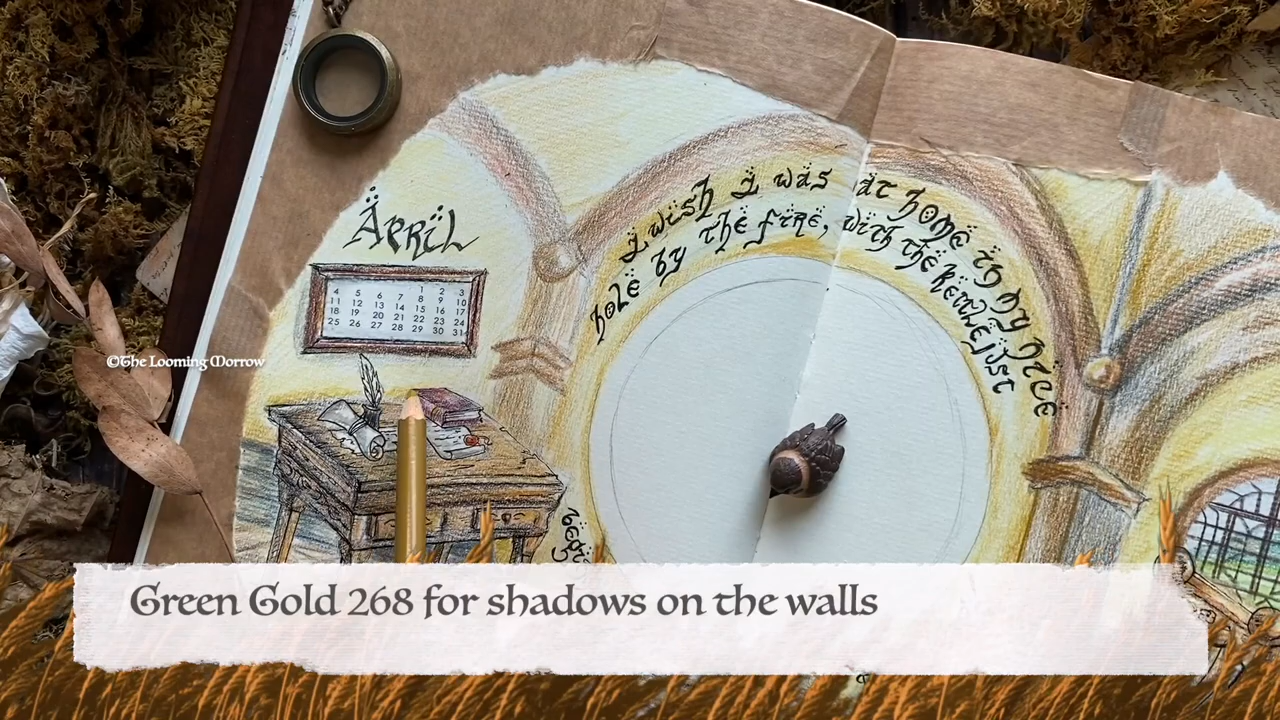 April
1 2 3
4 5 6 7 8 9 10
11 12 13 14 15 16 17
18 19 20 21 22 23 24
25 26 27 28 29 30 31
I wish I was at home in my nice
hole by the fire, with the kettle just
©The Looming Morrow
Green Gold 268 for shadows on the walls